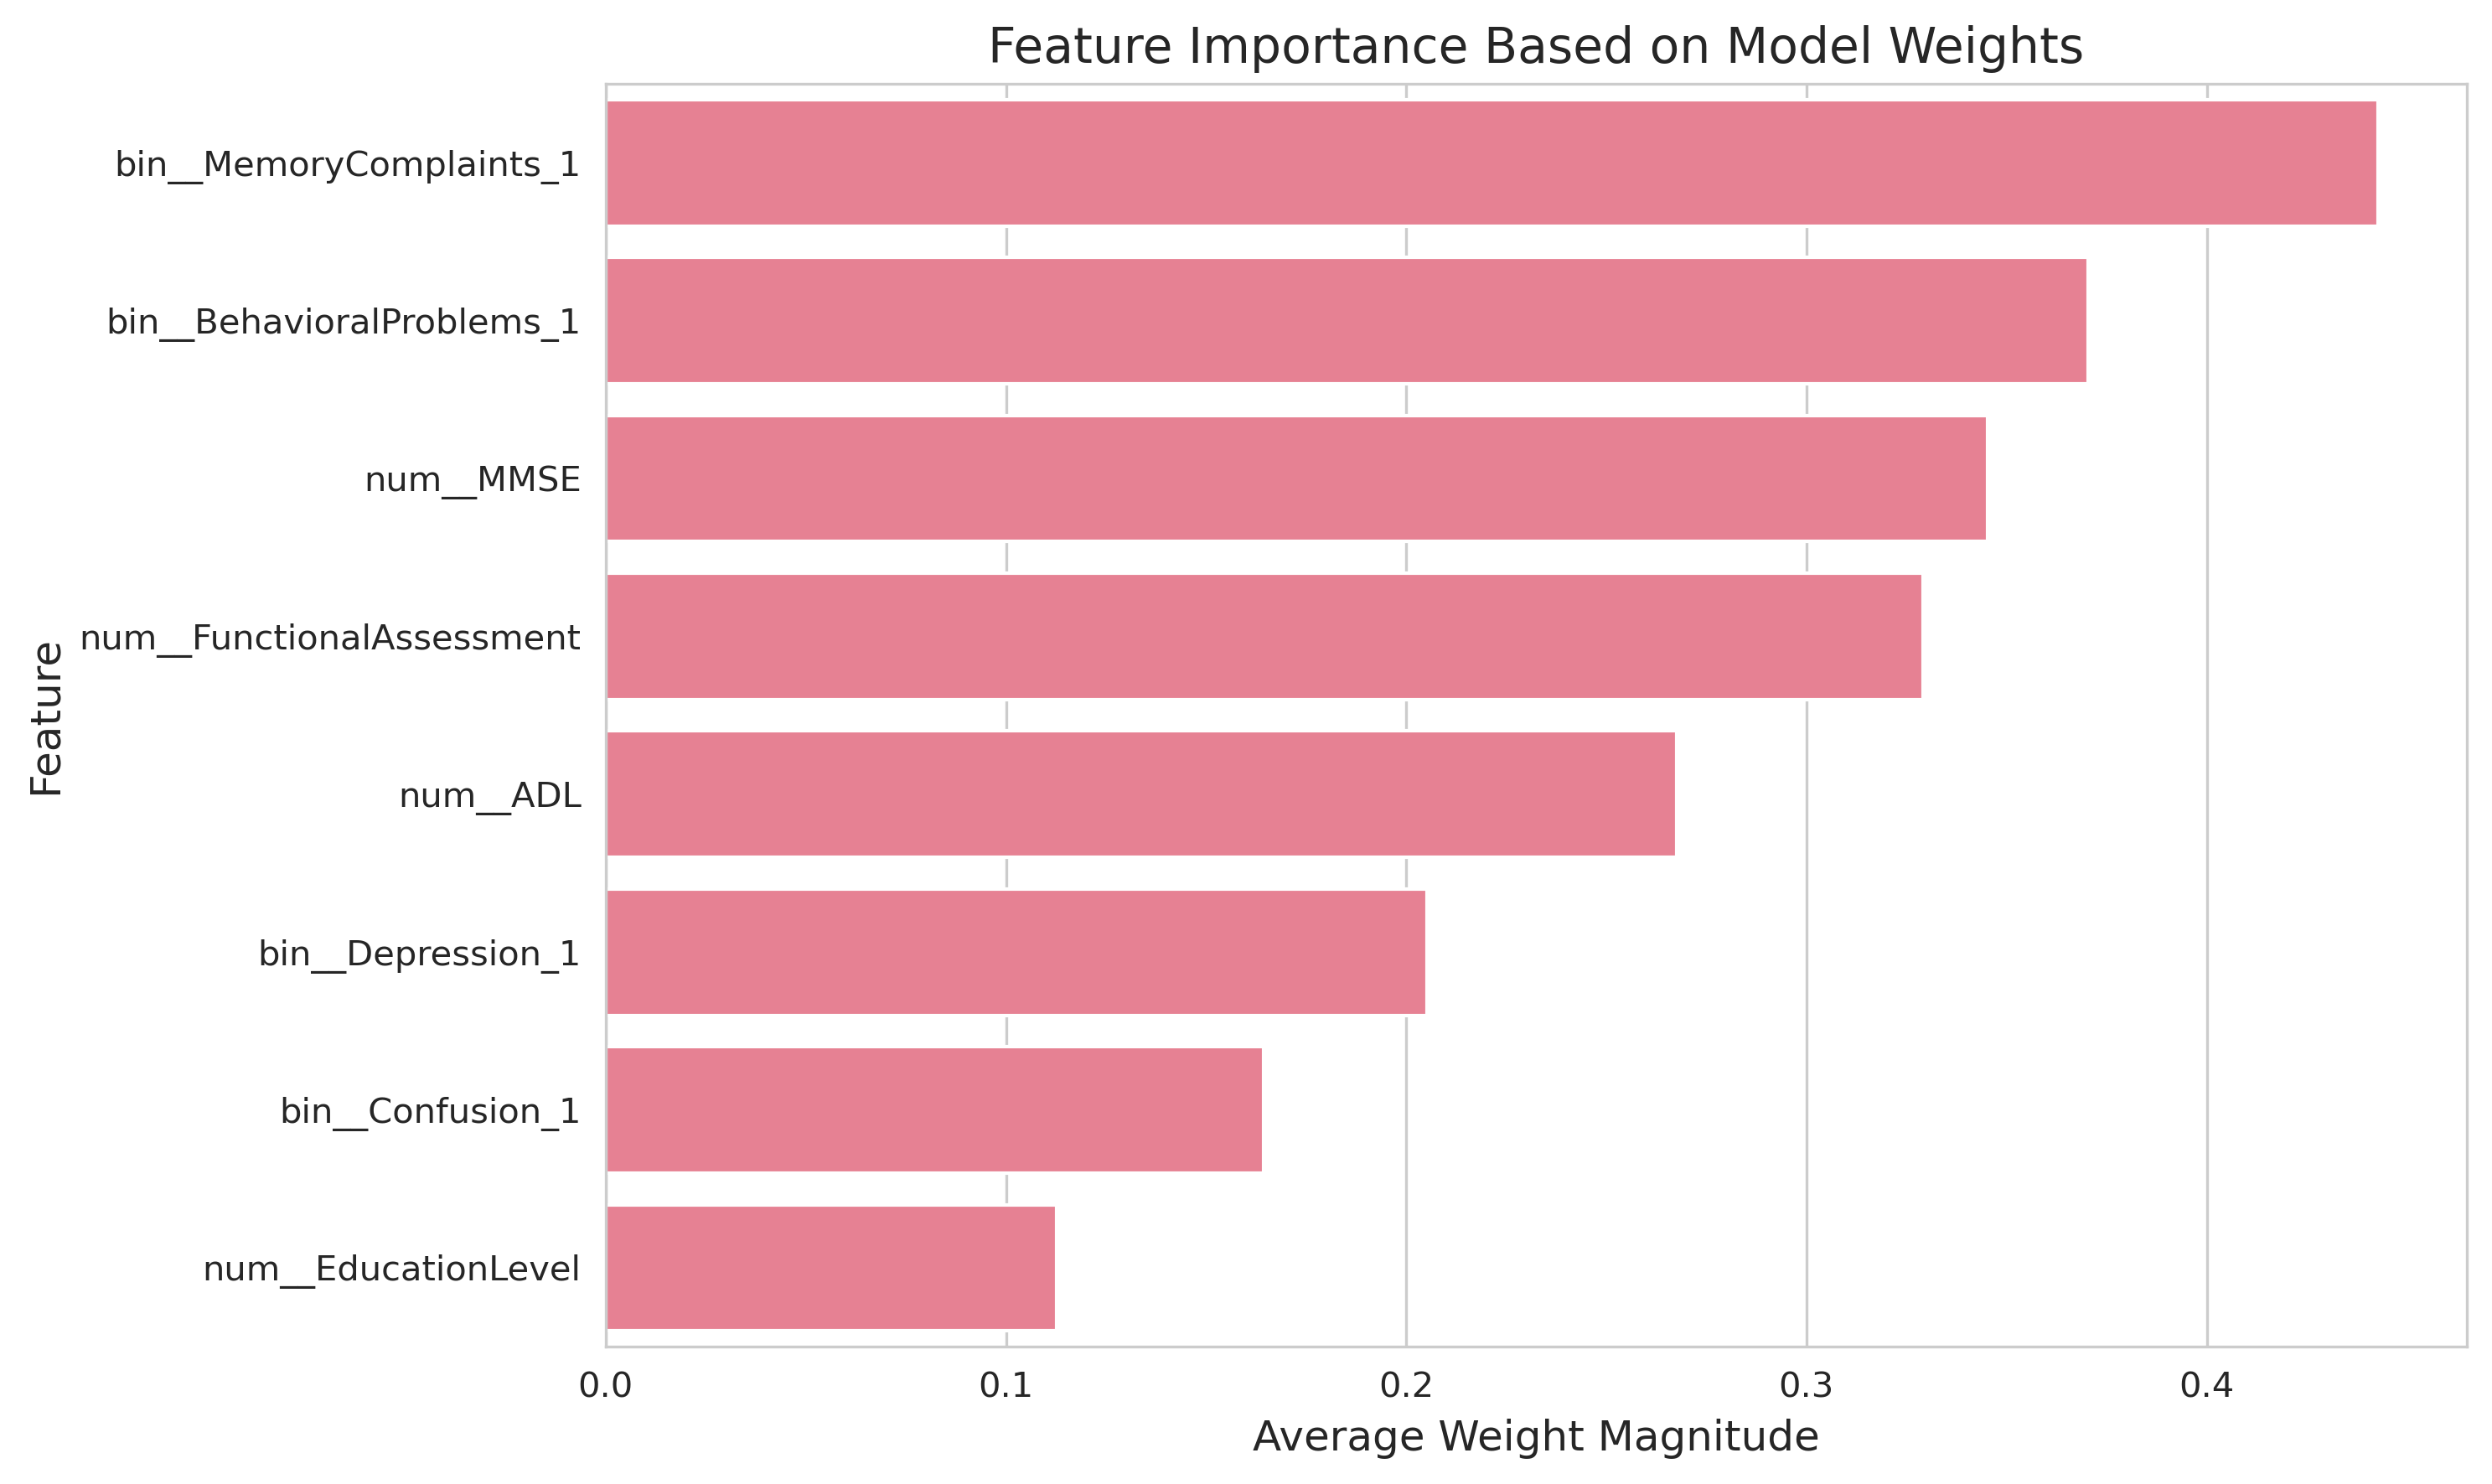 Feature Importance Based on Model Weights
bin__MemoryComplaints_1
bin__BehavioralProblems_1
num__MMSE
num__FunctionalAssessment
num__ADL
bin__Depression_1
bin__Confusion_1
num__EducationLevel
Feature
0.0 0.1 0.2 0.3 0.4
Average Weight Magnitude